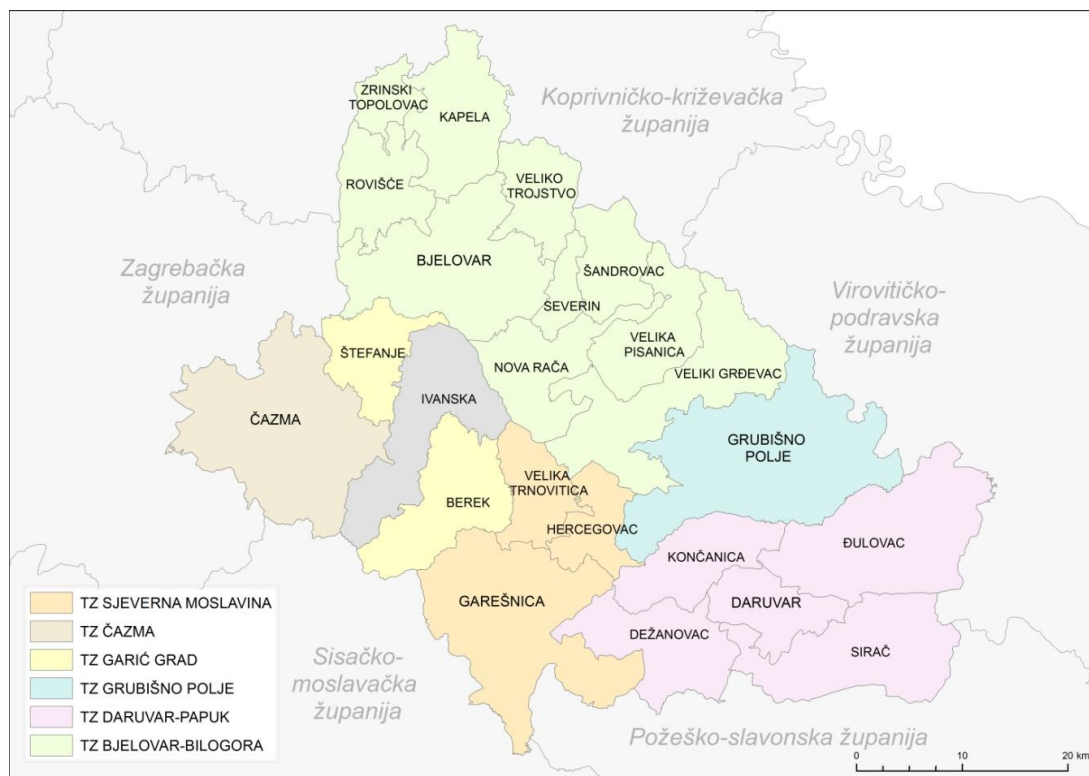 ZRINSKI
TOPOLOVAC
KAPELA
Koprivničko-križevačka
županija
ROVIŠĆE
VELIKO
TROJSTVO
BJELOVAR
ŠANDROVAC
Zagrebačka
županija
SEVERIN
Virovitičko-
podravska
županija
ŠTEFANJE
NOVA RAČA
VELIKA
PISANICA
VELIKI GRĐEVAC
IVANSKA
ČAZMA
GRUBIŠNO
POLJE
VELIKA
TRNOVITICA
BEREK
HERCEGOVAC
KONČANICA
ĐULOVAC
GAREŠNICA
DARUVAR
DEŽANOVAC
SIRAČ
Sisačko-
moslavačka
županija
Požeško-slavonska županija
TZ SJEVERNA MOSLAVINA
TZ ČAZMA
TZ GARIĆ GRAD
TZ GRUBIŠNO POLJE
TZ DARUVAR-PAPUK
TZ BJELOVAR-BILOGORA
0 10 20 km